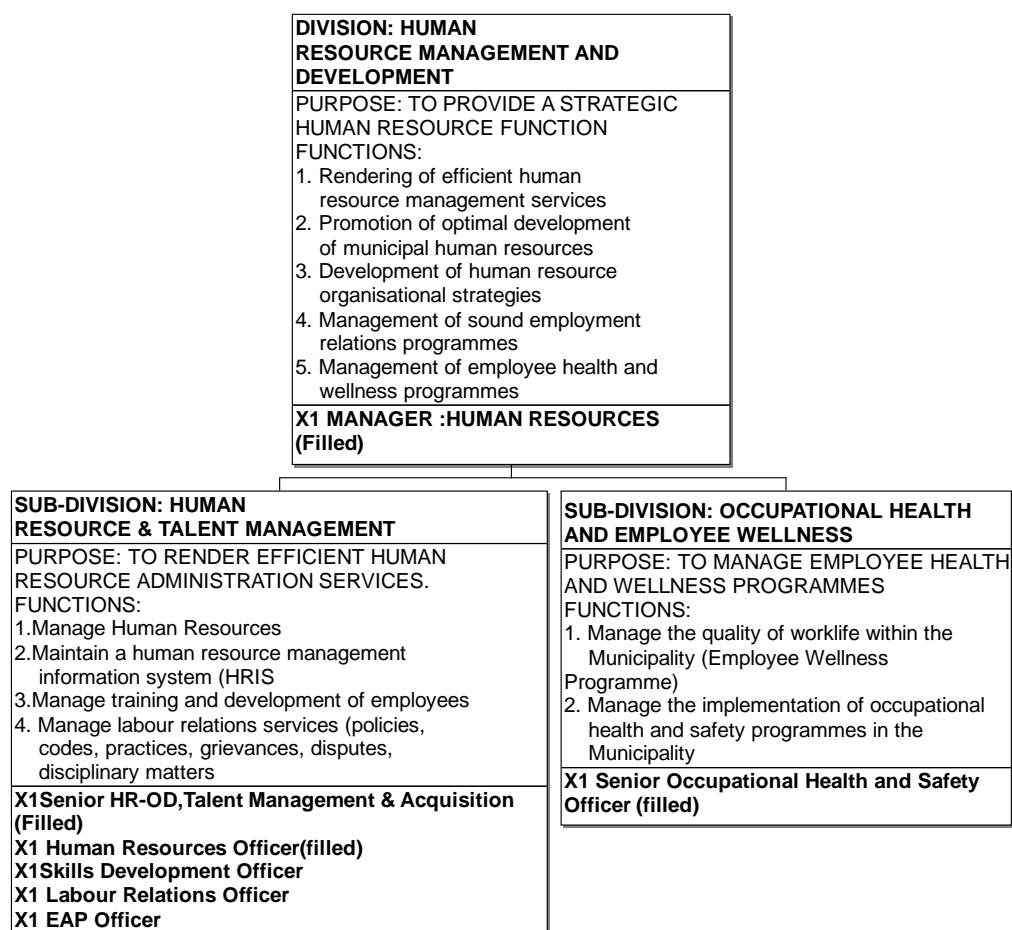 DIVISION: HUMAN
RESOURCE MANAGEMENT AND
DEVELOPMENT
PURPOSE: TO PROVIDE A STRATEGIC
HUMAN RESOURCE FUNCTION
FUNCTIONS:
1. Rendering of efficient human
resource management services
2. Promotion of optimal development
of municipal human resources
3. Development of human resource
organisational strategies
4. Management of sound employment
relations programmes
5. Management of employee health and
wellness programmes
X1 MANAGER :HUMAN RESOURCES
(Filled)
SUB-DIVISION: HUMAN
RESOURCE & TALENT MANAGEMENT
PURPOSE: TO RENDER EFFICIENT HUMAN
RESOURCE ADMINISTRATION SERVICES.
FUNCTIONS:
1.Manage Human Resources
2.Maintain a human resource management
information system (HRIS
3.Manage training and development of employees
4. Manage labour relations services (policies,
codes, practices, grievances, disputes,
disciplinary matters
X1Senior HR-OD,Talent Management & Acquisition
(Filled)
X1 Human Resources Officer(filled)
X1Skills Development Officer
X1 Labour Relations Officer
X1 EAP Officer
SUB-DIVISION: OCCUPATIONAL HEALTH
AND EMPLOYEE WELLNESS
PURPOSE: TO MANAGE EMPLOYEE HEALTH
AND WELLNESS PROGRAMMES
FUNCTIONS:
1. Manage the quality of worklife within the
Municipality (Employee Wellness
Programme)
2. Manage the implementation of occupational
health and safety programmes in the
Municipality
X1 Senior Occupational Health and Safety
Officer (filled)